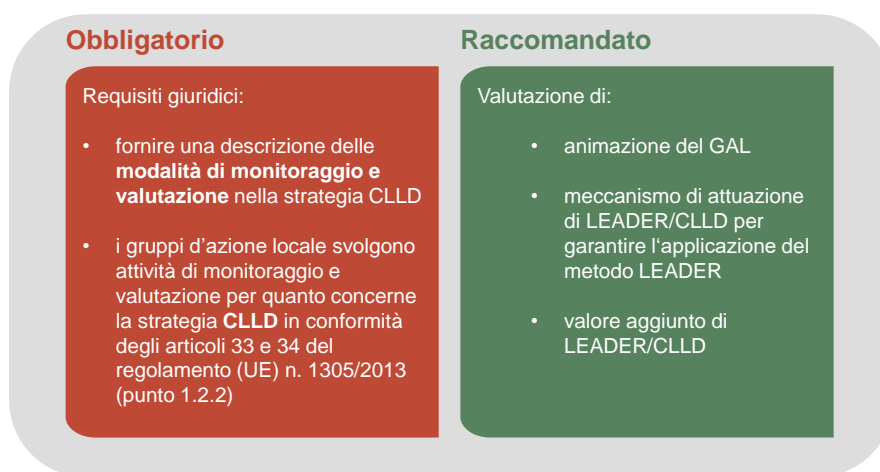 Obbligatorio
Requisiti giuridici:
• fornire una descrizione delle
modalità di monitoraggio e
valutazione nella strategia CLLD
• i gruppi d'azione locale svolgono
attività di monitoraggio e
valutazione per quanto concerne
la strategia CLLD in conformità
degli articoli 33 e 34 del
regolamento (UE) n. 1305/2013
(punto 1.2.2)
Raccomandato
Valutazione di:
• animazione del GAL
• meccanismo di attuazione
di LEADER/CLLD per
garantire l‘applicazione del
metodo LEADER
• valore aggiunto di
LEADER/CLLD